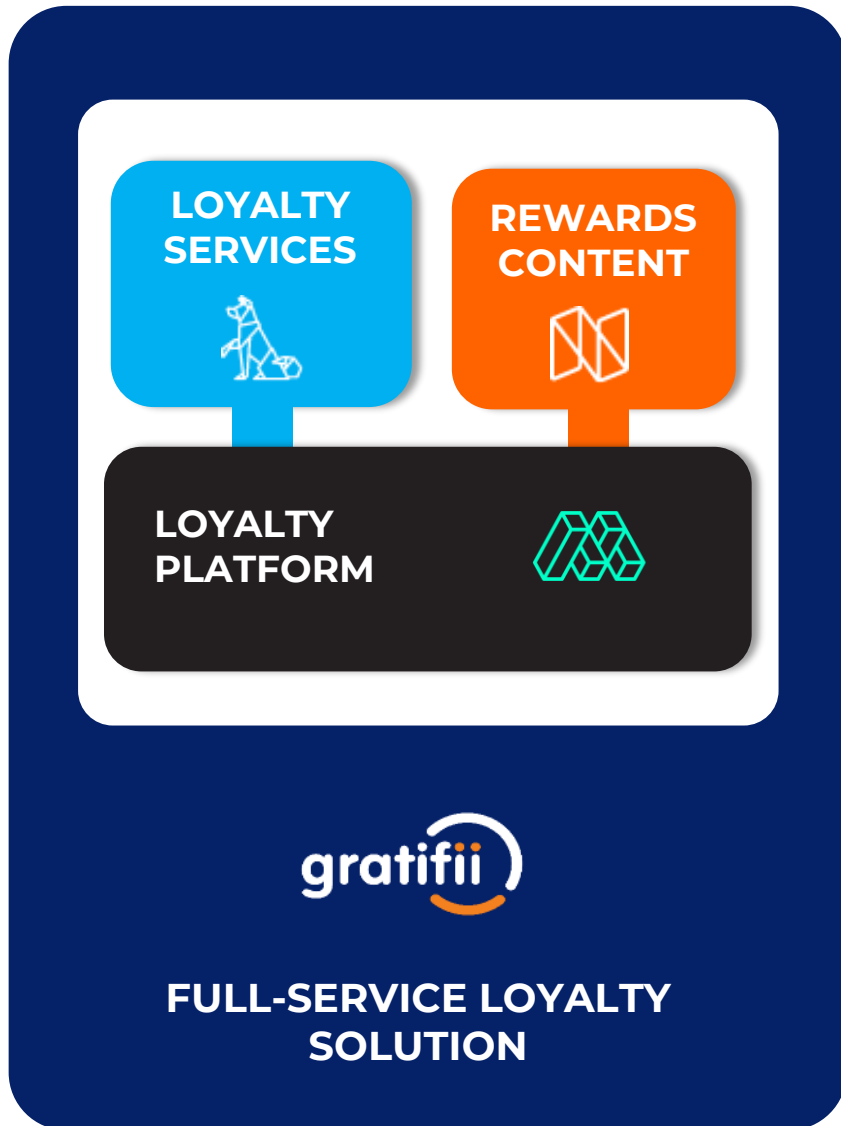 LOYALTY
SERVICES
REWARDS
CONTENT
LOYALTY
PLATFORM
gratifii
FULL-SERVICE LOYALTY
SOLUTION